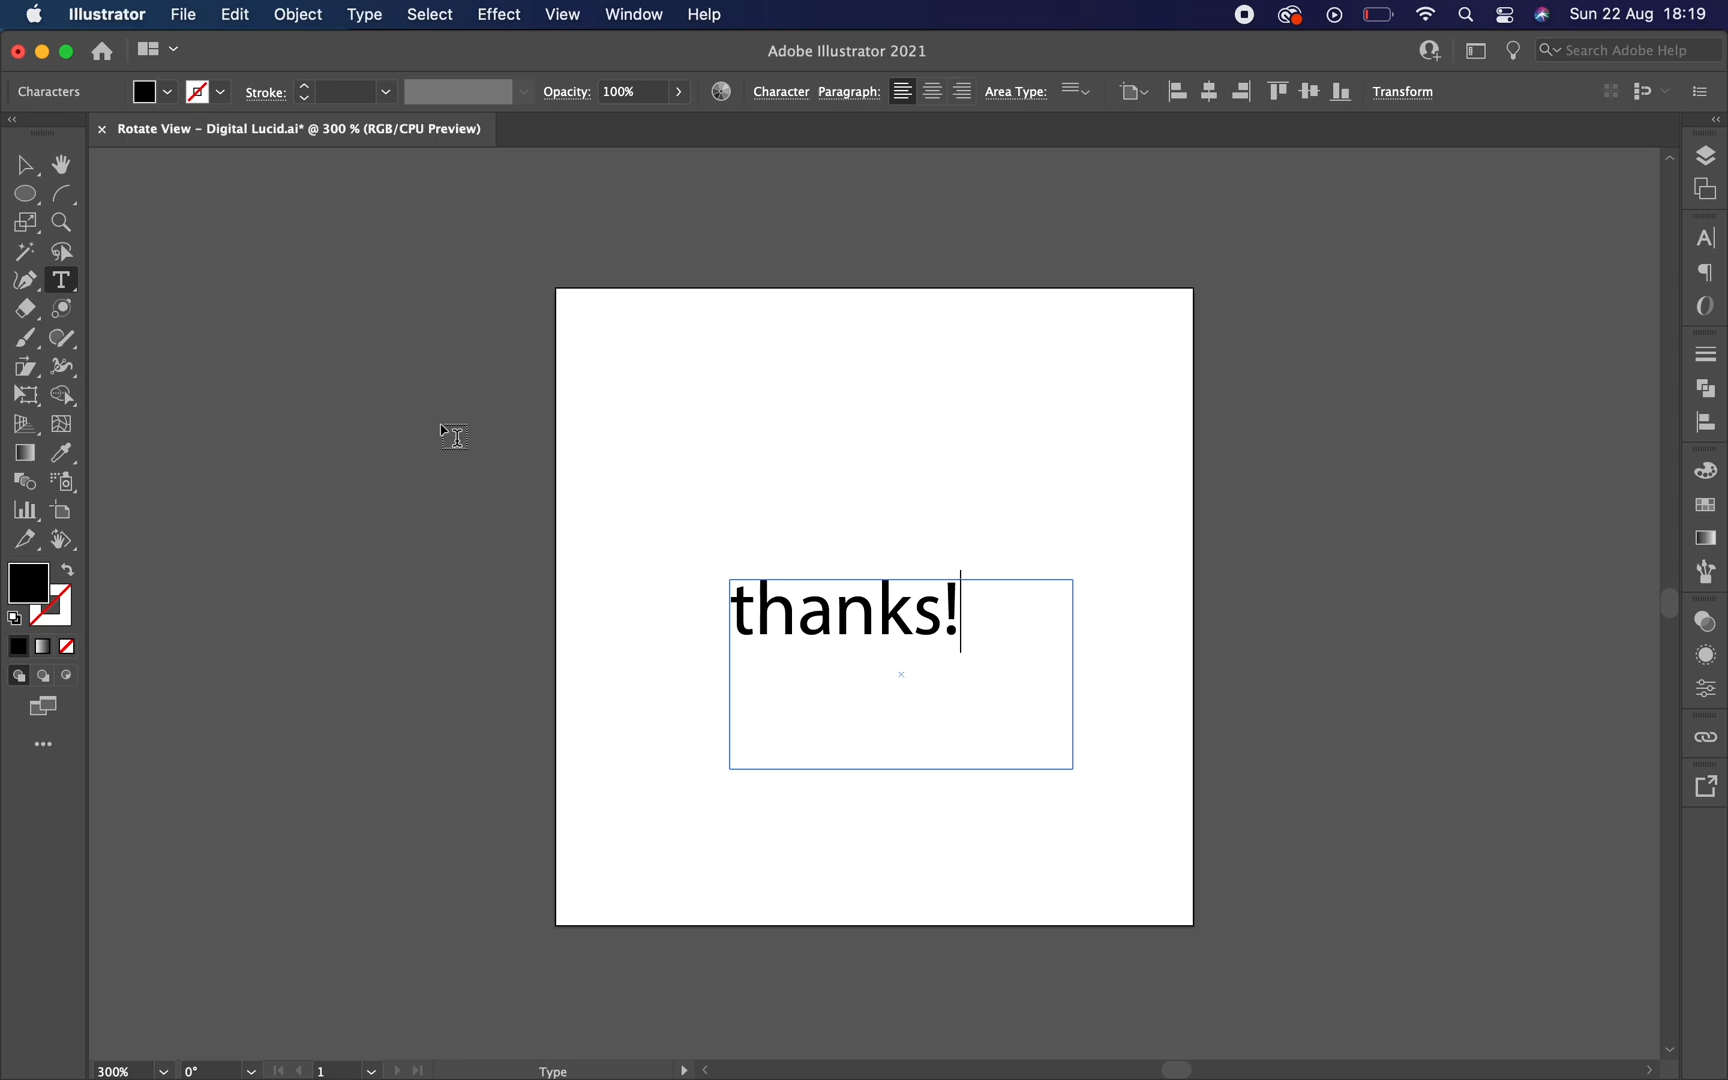 Illustrator File Edit Object Type Select Effect View Window Help Sun 22 Aug 18:19
Adobe Illustrator 2021 Search Adobe Help
Characters Stroke: Opacity: 100% Character Paragraph: Area Type: Transform
× Rotate View - Digital Lucid.ai* @ 300 % (RGB/CPU Preview)
thanks!
300% 0° 1 Type